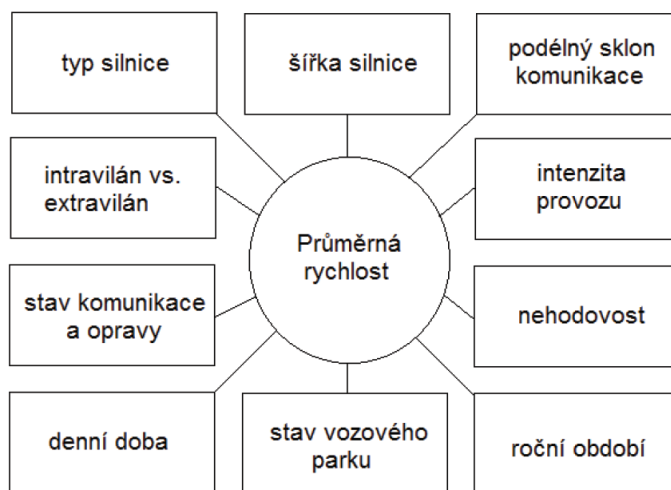 typ silnice
šířka silnice
podélný sklon
komunikace
intravilán vs.
extravilán
Průměrná
rychlost
intenzita
provozu
stav komunikace
a opravy
nehodovost
denní doba
stav vozového
parku
roční období